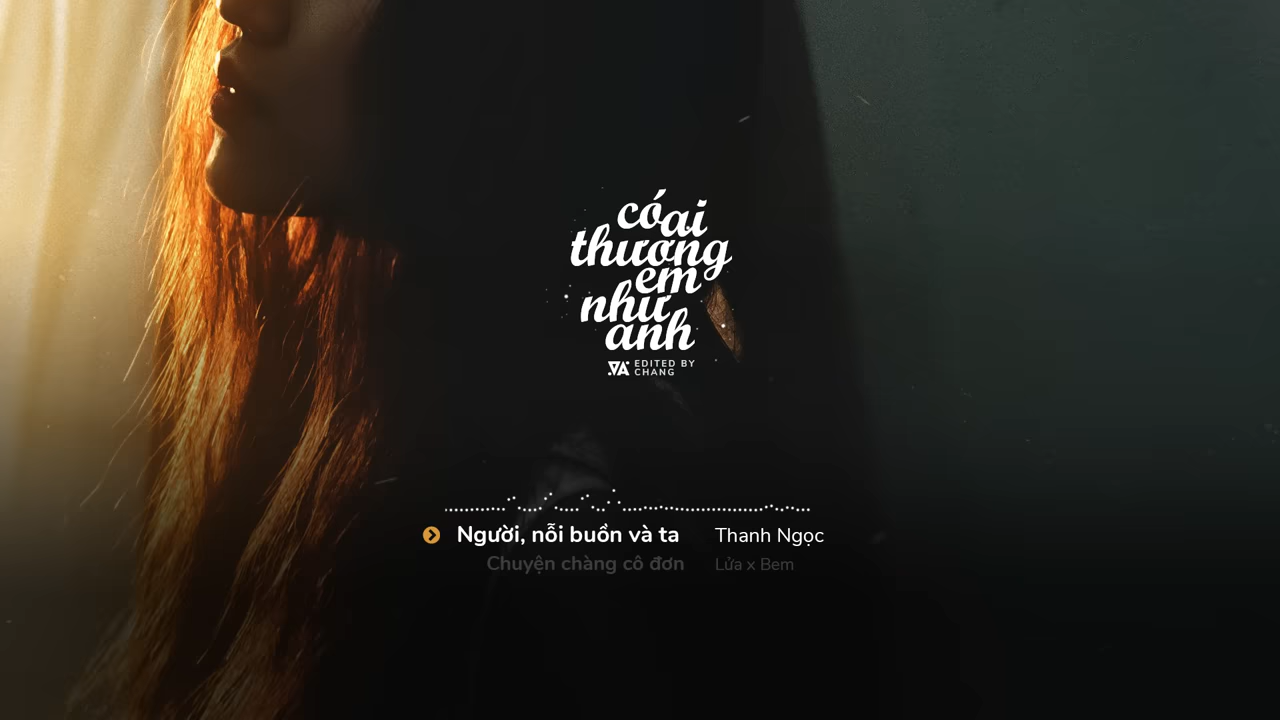 có ai
thương
em
như
anh
EDITED BY
CHANG
Người, nỗi buồn và ta Thanh Ngọc
Chuyện chàng cô đơn Lửa x Bem